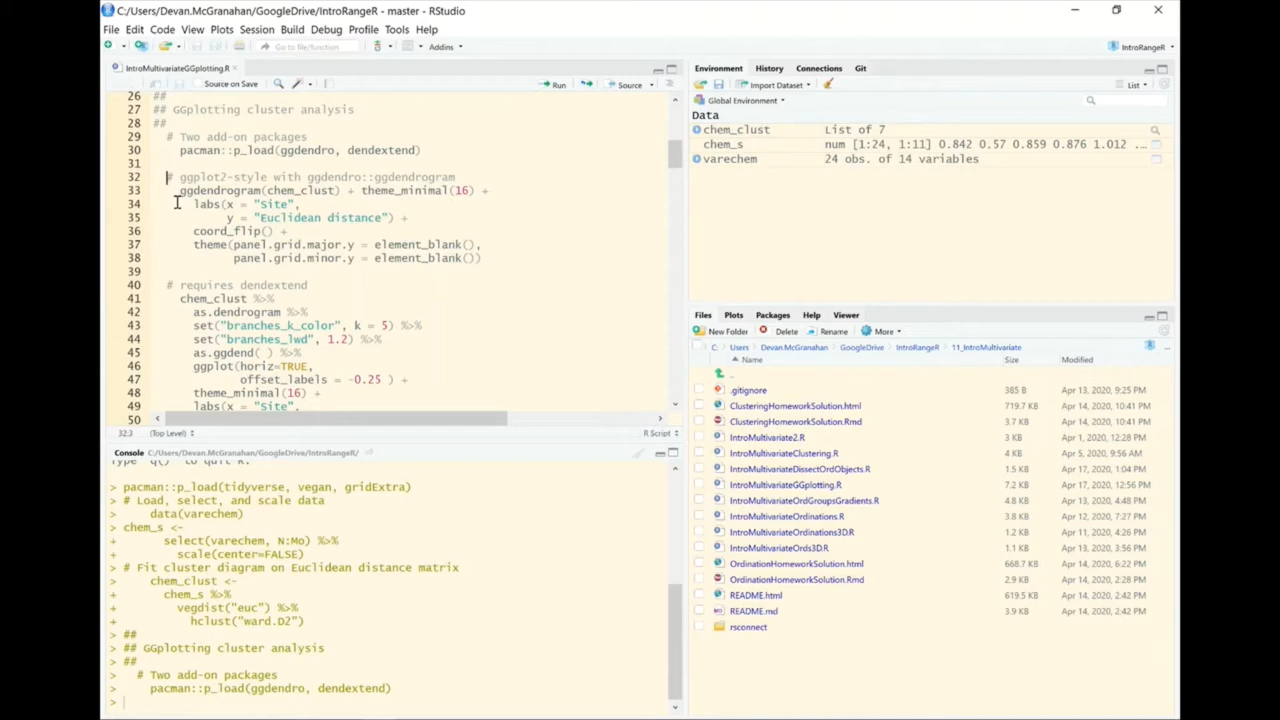 C:/Users/Devan.McGranahan/GoogleDrive/IntroRangeR - master - RStudio
File Edit Code View Plots Session Build Debug Profile Tools Help
Go to file/function
Addins
IntroRangeR
IntroMultivariateGGplotting.R
Source on Save
Run
Source
26 ##
27 ## GGplotting cluster analysis
28 ##
29 # Two add-on packages
30 pacman::p_load(ggdendro, dendextend)
31
32 # ggplot2-style with ggdendro::ggdendrogram
33 ggdendrogram(chem_clust) + theme_minimal(16) +
34 labs(x = "Site",
35 y = "Euclidean distance") +
36 coord_flip() +
37 theme(panel.grid.major.y = element_blank(),
38 panel.grid.minor.y = element_blank())
39
40 # requires dendextend
41 chem_clust %>%
42 as.dendrogram %>%
43 set("branches_k_color", k = 5) %>%
44 set("branches_lwd", 1.2) %>%
45 as.ggdend( ) %>%
46 ggplot(horiz=TRUE,
47 offset_labels = -0.25 ) +
48 theme_minimal(16) +
49 labs(x = "Site",
50
32:3 (Top Level) R Script
Console C:/Users/Devan.McGranahan/GoogleDrive/IntroRangeR/
Type 'q()' to quit R.
> pacman::p_load(tidyverse, vegan, gridExtra)
> # Load, select, and scale data
> data(varechem)
> chem_s <-
+ select(varechem, N:Mo) %>%
+ scale(center=FALSE)
> # Fit cluster diagram on Euclidean distance matrix
> chem_clust <-
+ chem_s %>%
+ vegdist("euc") %>%
+ hclust("ward.D2")
> ##
> ## GGplotting cluster analysis
> ##
> # Two add-on packages
> pacman::p_load(ggdendro, dendextend)
>
Environment History Connections Git
Import Dataset
List
Global Environment
Data
chem_clust List of 7
chem_s num [1:24, 1:11] 0.842 0.57 0.859 0.876 1.012 ...
varechem 24 obs. of 14 variables
Files Plots Packages Help Viewer
New Folder Delete Rename More
C: Users Devan.McGranahan GoogleDrive IntroRangeR 11_IntroMultivariate
Name Size Modified
..
.gitignore 385 B Apr 13, 2020, 9:25 PM
ClusteringHomeworkSolution.html 719.7 KB Apr 14, 2020, 10:41 PM
ClusteringHomeworkSolution.Rmd 3.7 KB Apr 14, 2020, 10:41 PM
IntroMultivariate2.R 3 KB Apr 1, 2020, 12:28 PM
IntroMultivariateClustering.R 4 KB Apr 5, 2020, 9:56 AM
IntroMultivariateDissectOrdObjects.R 1.5 KB Apr 17, 2020, 1:04 PM
IntroMultivariateGGplotting.R 7.2 KB Apr 17, 2020, 12:56 PM
IntroMultivariateOrdGroupsGradients.R 4.8 KB Apr 13, 2020, 4:48 PM
IntroMultivariateOrdinations.R 3.8 KB Apr 12, 2020, 7:27 PM
IntroMultivariateOrdinations3D.R 1.2 KB Apr 11, 2020, 4:26 PM
IntroMultivariateOrds3D.R 1.1 KB Apr 13, 2020, 3:56 PM
OrdinationHomeworkSolution.html 668.7 KB Apr 14, 2020, 6:22 PM
OrdinationHomeworkSolution.Rmd 2.9 KB Apr 14, 2020, 2:28 PM
README.html 619.5 KB Apr 14, 2020, 2:42 PM
README.md 3.9 KB Apr 14, 2020, 2:42 PM
rsconnect